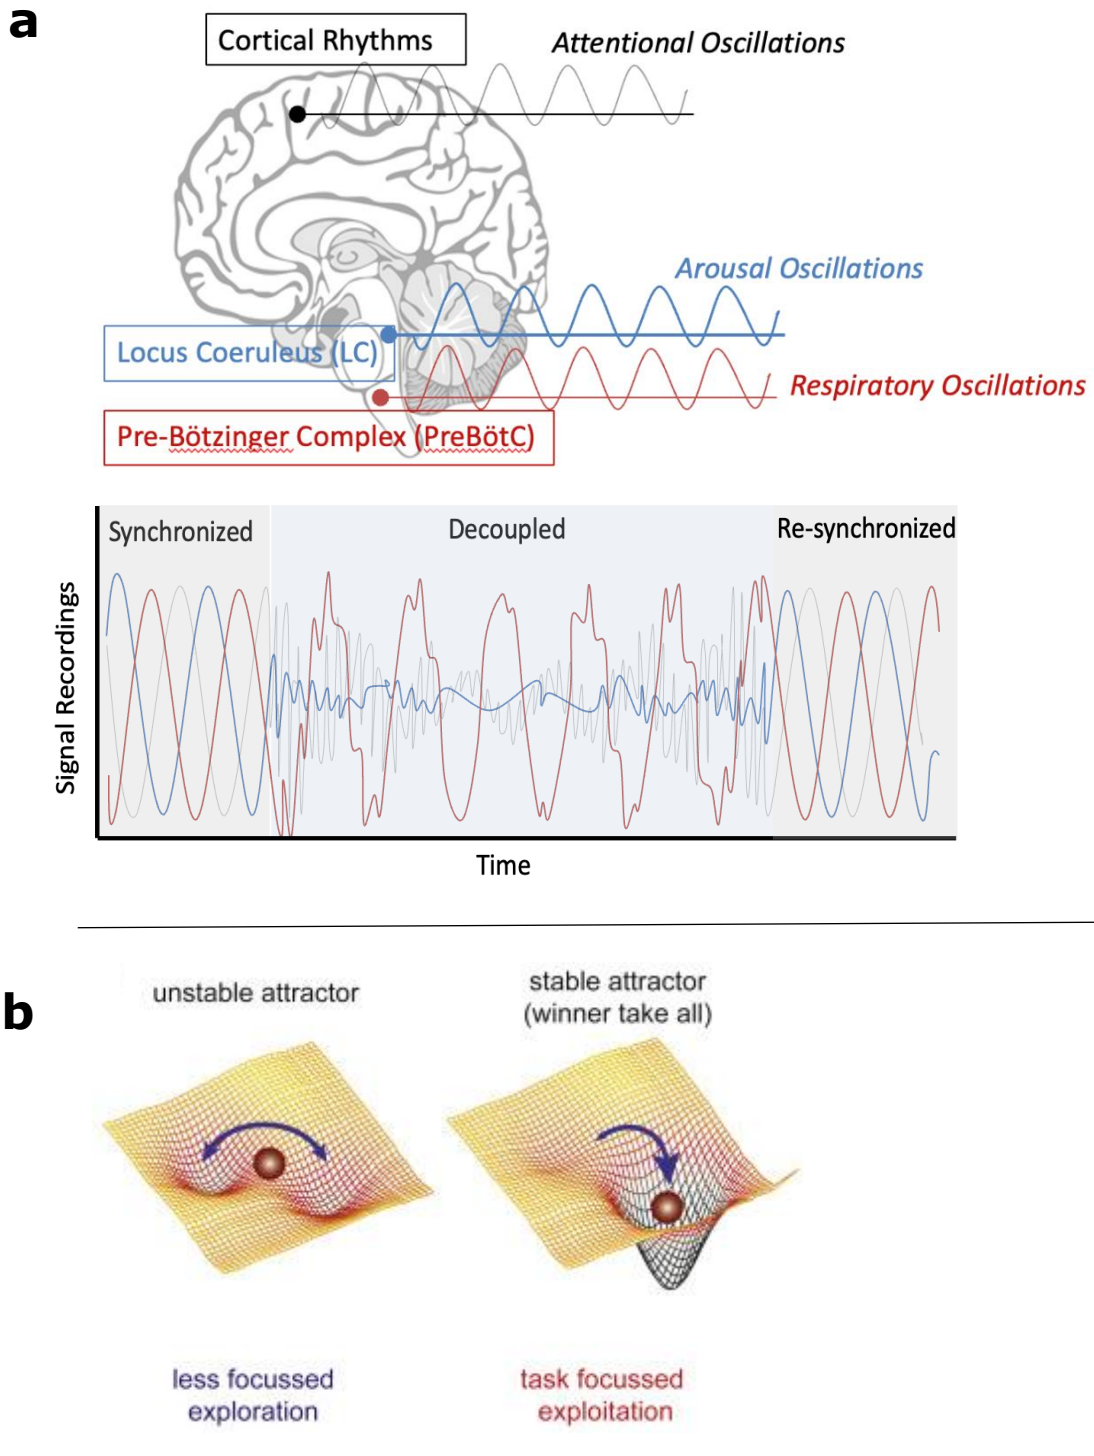 a
Cortical Rhythms
Attentional Oscillations
Arousal Oscillations
Locus Coeruleus (LC)
Respiratory Oscillations
Pre-Bötzinger Complex (PreBötC)
Synchronized
Decoupled
Re-synchronized
Signal Recordings
Time
b
unstable attractor
stable attractor
(winner take all)
less focussed
exploration
task focussed
exploitation